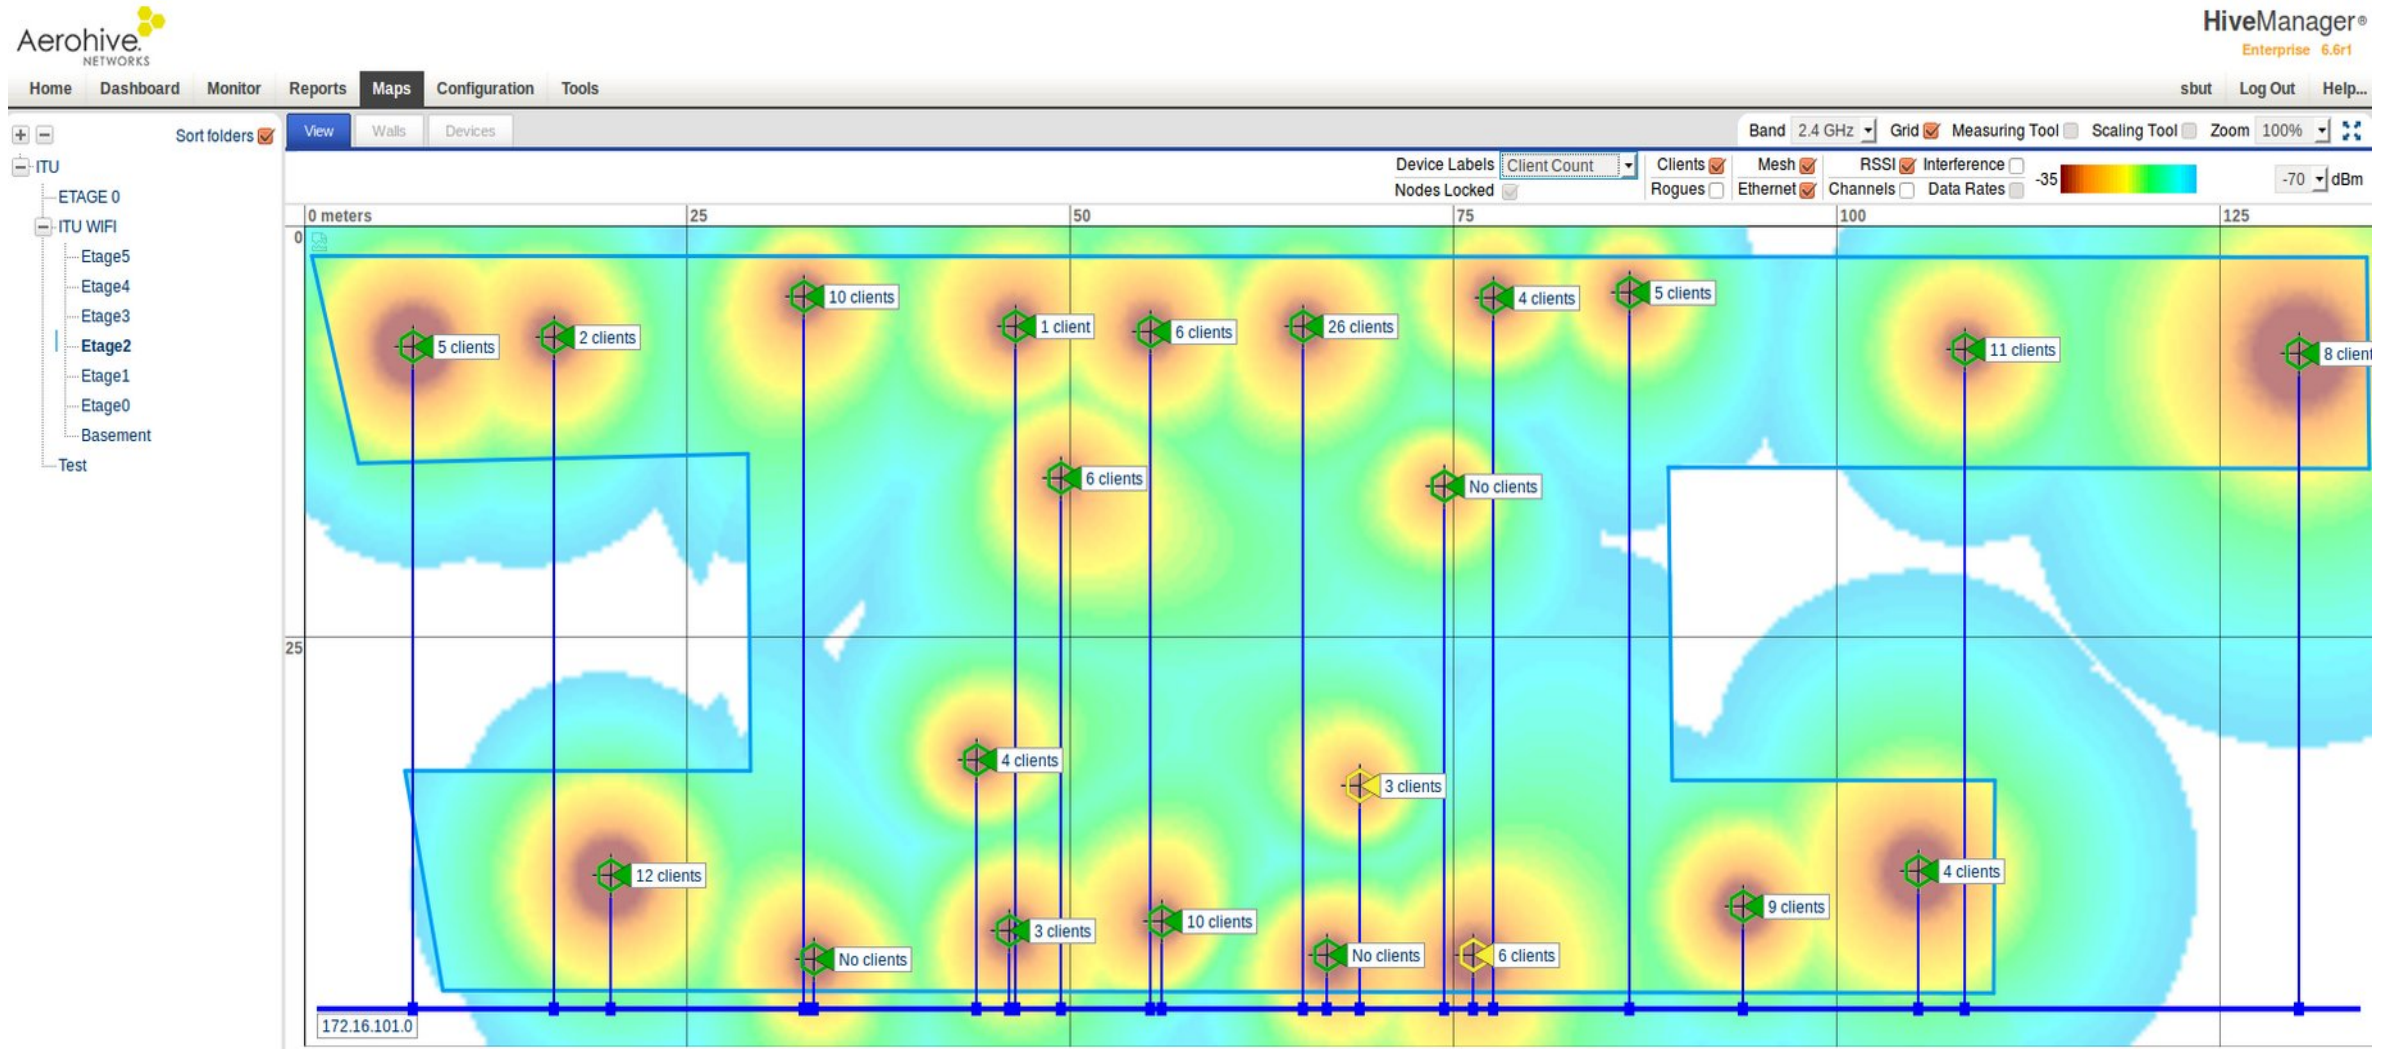 Aerohive
NETWORKS
HiveManager®
Enterprise 6.6r1
Home Dashboard Monitor Reports Maps Configuration Tools
sbut Log Out Help...
Sort folders
View Walls Devices
Band 2.4 GHz Grid Measuring Tool Scaling Tool Zoom 100%
Device Labels Client Count Clients Mesh RSSI Interference -35 -70 dBm
Nodes Locked Rogues Ethernet Channels Data Rates
ITU
ETAGE 0
ITU WIFI
Etage5
Etage4
Etage3
Etage2
Etage1
Etage0
Basement
Test
0 meters 25 50 75 100 125
0
25
10 clients
4 clients
5 clients
5 clients
2 clients
1 client
6 clients
26 clients
11 clients
8 client
6 clients
No clients
4 clients
3 clients
12 clients
4 clients
9 clients
3 clients
10 clients
No clients
No clients
6 clients
172.16.101.0